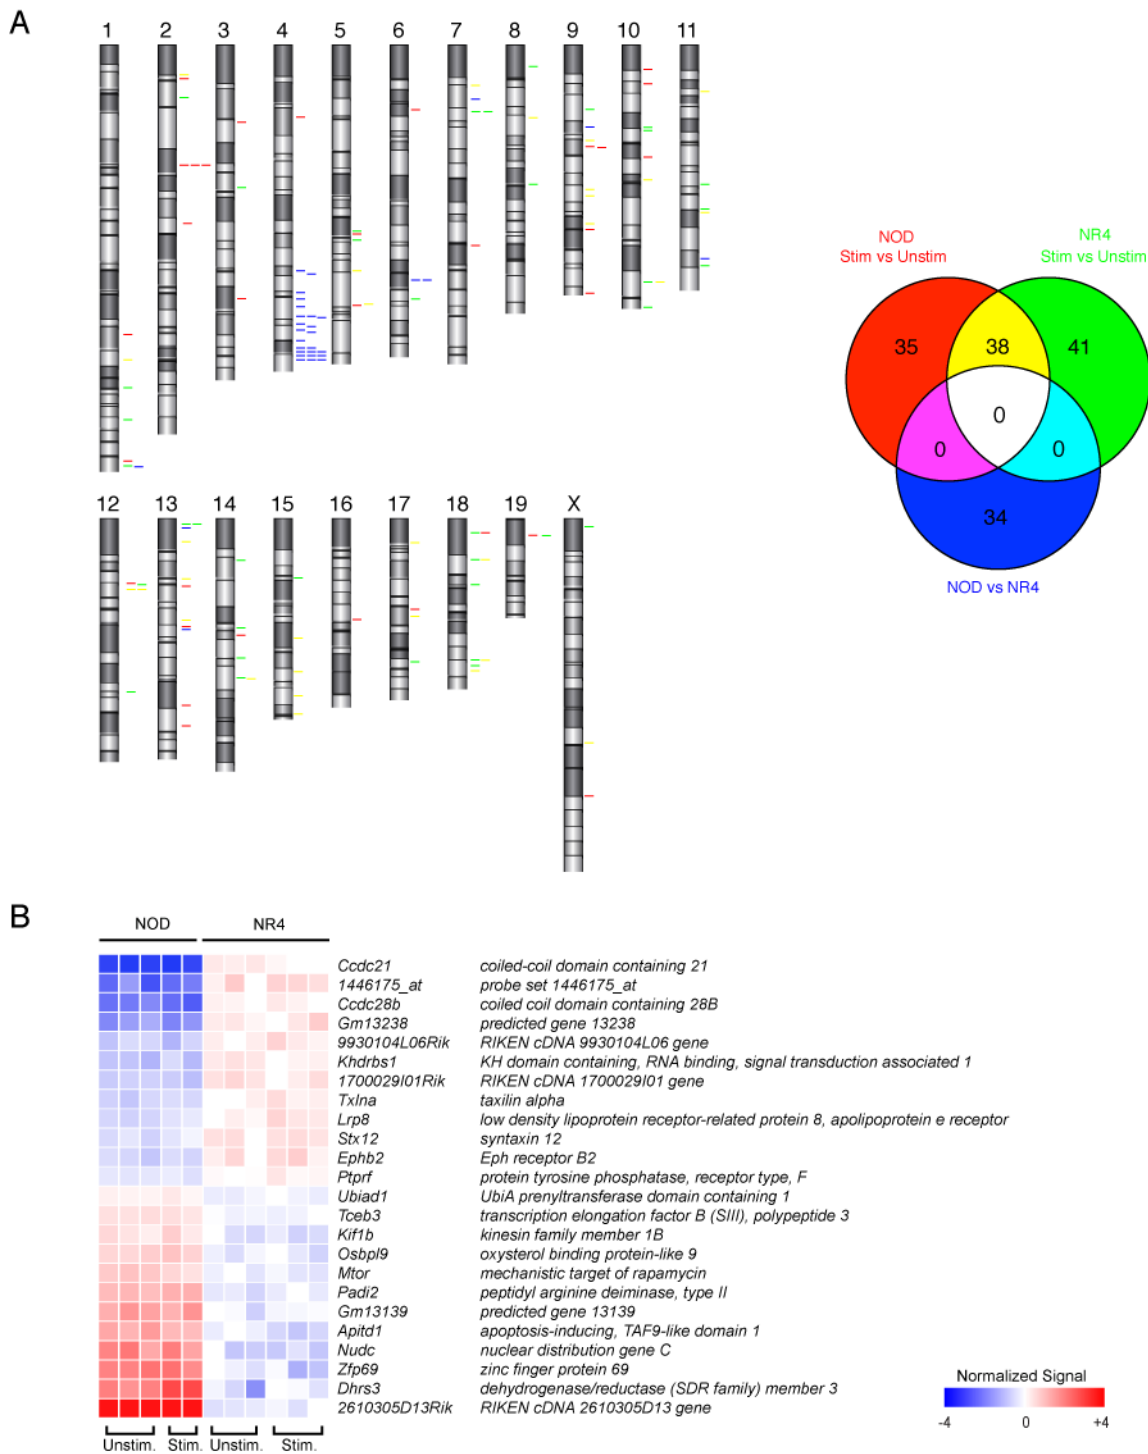 A
1 2 3 4 5 6 7 8 9 10 11
NOD
Stim vs Unstim
NR4
Stim vs Unstim
35 38 41
0
0 0
34
NOD vs NR4
12 13 14 15 16 17 18 19 X
B
NOD NR4
Ccdc21 coiled-coil domain containing 21
1446175_at probe set 1446175_at
Ccdc28b coiled coil domain containing 28B
Gm13238 predicted gene 13238
9930104L06Rik RIKEN cDNA 9930104L06 gene
Khdrbs1 KH domain containing, RNA binding, signal transduction associated 1
1700029I01Rik RIKEN cDNA 1700029I01 gene
Txlna taxilin alpha
Lrp8 low density lipoprotein receptor-related protein 8, apolipoprotein e receptor
Stx12 syntaxin 12
Ephb2 Eph receptor B2
Ptprf protein tyrosine phosphatase, receptor type, F
Ubiad1 UbiA prenyltransferase domain containing 1
Tceb3 transcription elongation factor B (SIII), polypeptide 3
Kif1b kinesin family member 1B
Osbpl9 oxysterol binding protein-like 9
Mtor mechanistic target of rapamycin
Padi2 peptidyl arginine deiminase, type II
Gm13139 predicted gene 13139
Apitd1 apoptosis-inducing, TAF9-like domain 1
Nudc nuclear distribution gene C
Zfp69 zinc finger protein 69
Dhrs3 dehydrogenase/reductase (SDR family) member 3
2610305D13Rik RIKEN cDNA 2610305D13 gene
Unstim. Stim. Unstim. Stim.
Normalized Signal
-4 0 +4